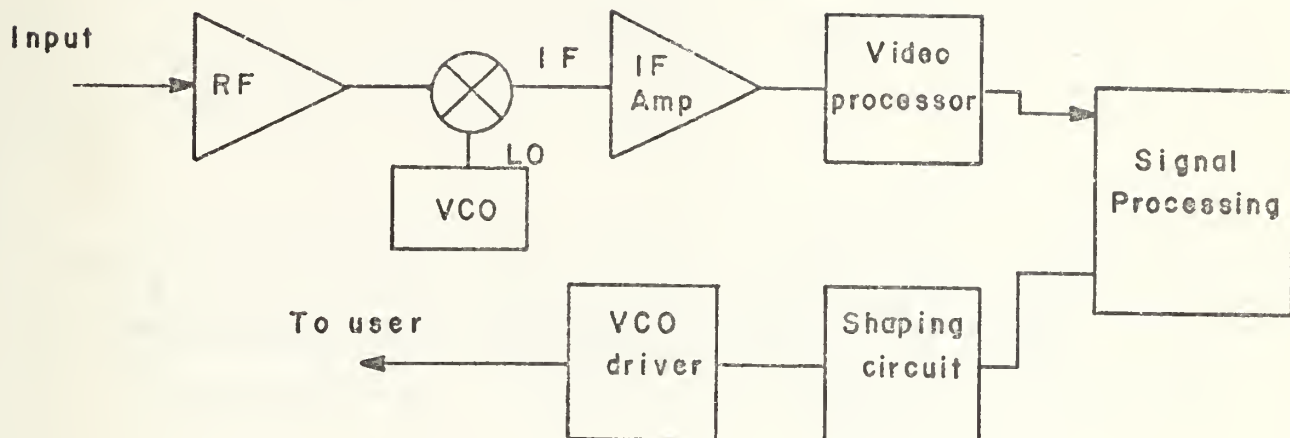 Input
RF
IF
IF
Amp
Video
processor
LO
VCO
Signal
Processing
To user
VCO
driver
Shaping
circuit